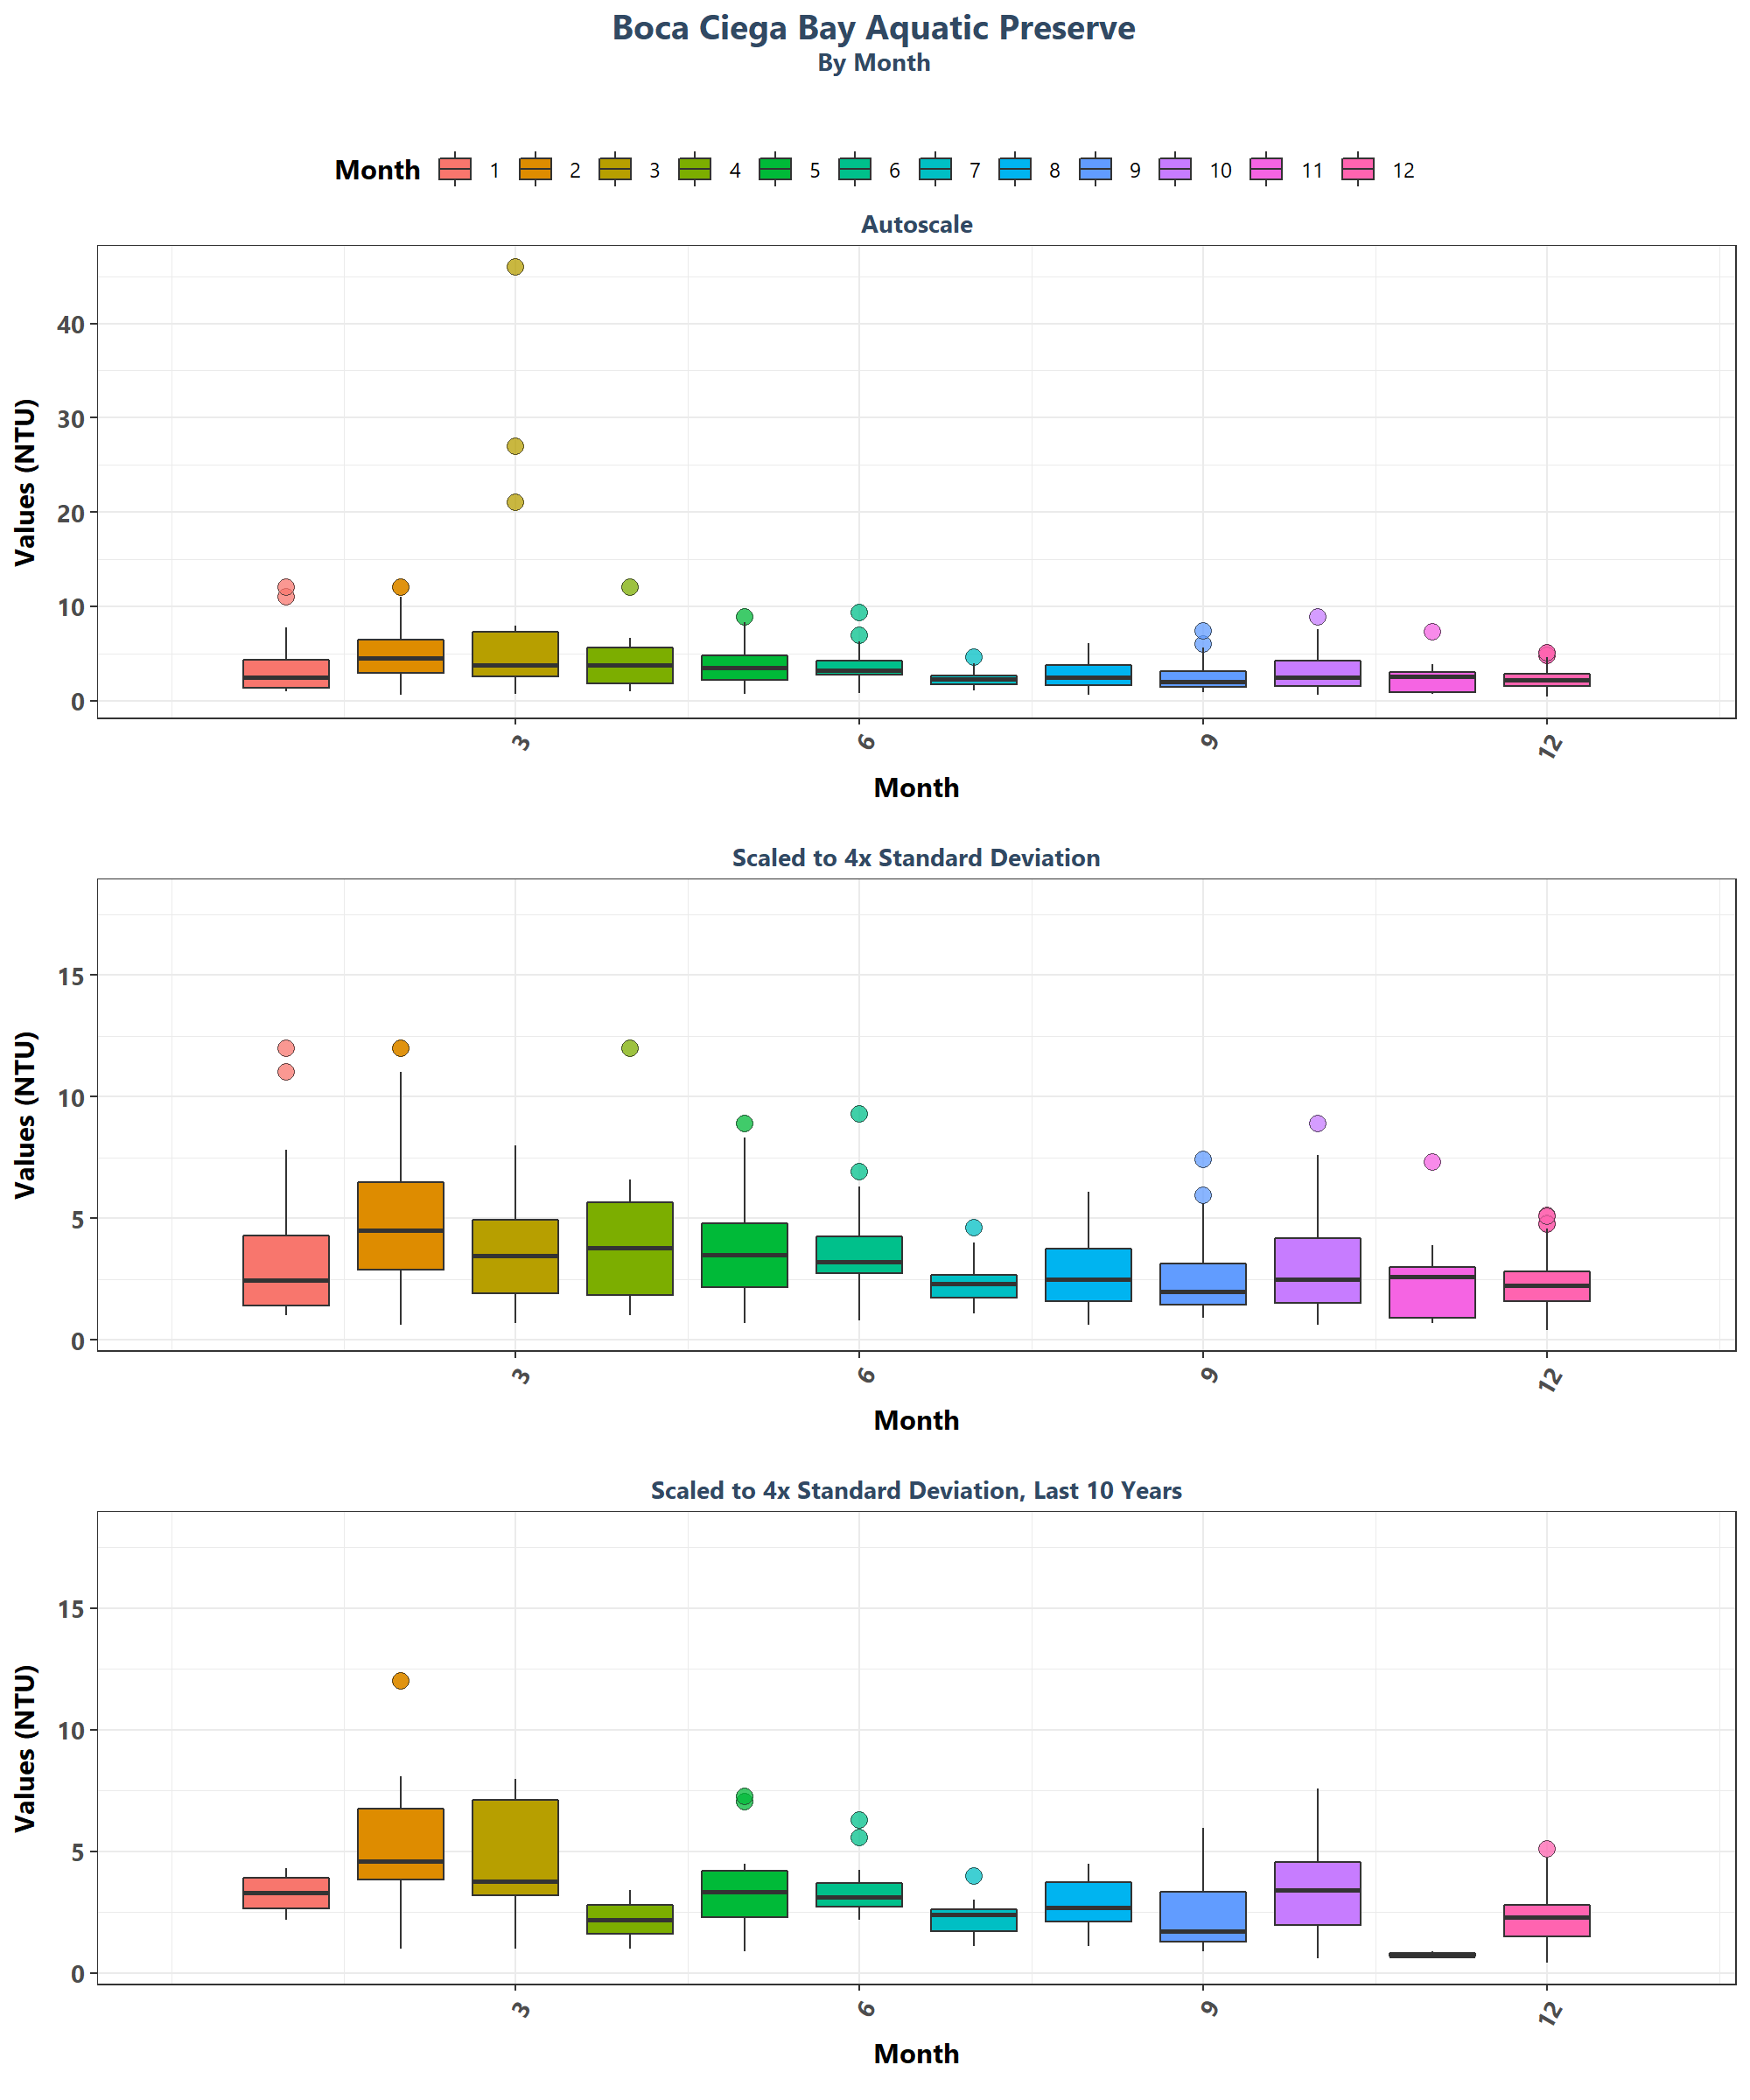 Boca Ciega Bay Aquatic Preserve
By Month
Month 1 2 3 4 5 6 7 8 9 10 11 12
Autoscale
Values (NTU)
40
30
20
10
0
3 6 9 12
Month
Scaled to 4x Standard Deviation
Values (NTU)
15
10
5
0
3 6 9 12
Month
Scaled to 4x Standard Deviation, Last 10 Years
Values (NTU)
15
10
5
0
3 6 9 12
Month